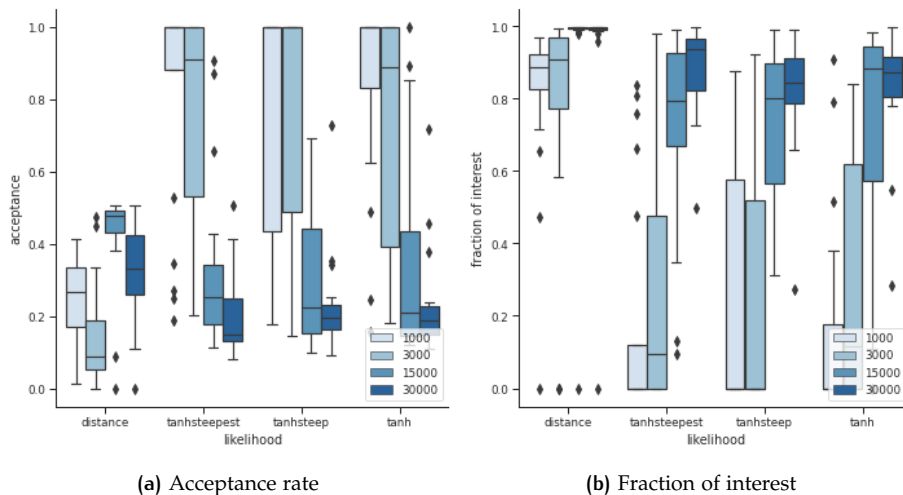 acceptance
1.0
0.8
0.6
0.4
0.2
0.0
distance
tanhsteepest
tanhsteep
tanh
likelihood
1000
3000
15000
30000
(a) Acceptance rate
fraction of interest
1.0
0.8
0.6
0.4
0.2
0.0
distance
tanhsteepest
tanhsteep
tanh
likelihood
1000
3000
15000
30000
(b) Fraction of interest